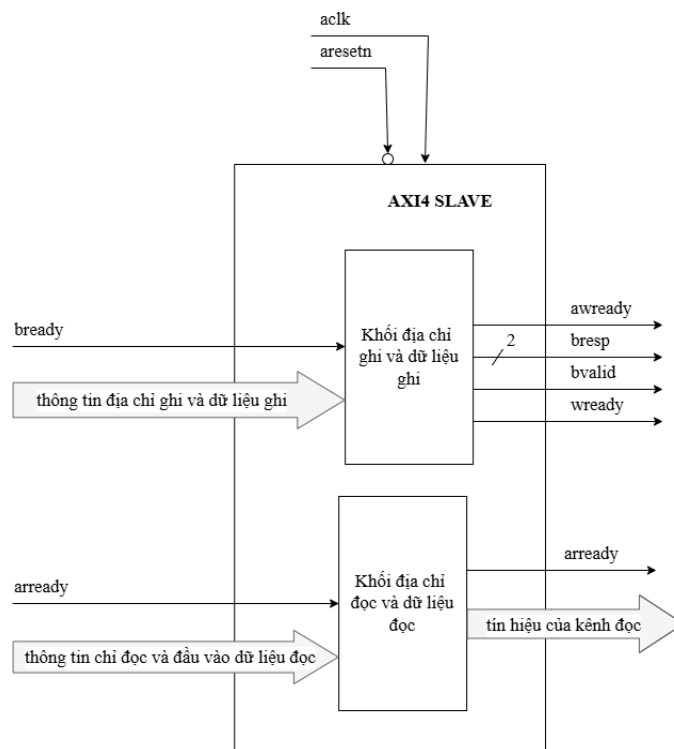 aclk
aresetn
AXI4 SLAVE
bready
thông tin địa chỉ ghi và dữ liệu ghi
Khối địa chỉ
ghi và dữ liệu
ghi
awready
2
bresp
bvalid
wready
arready
thông tin chỉ đọc và đầu vào dữ liệu đọc
Khối địa chỉ
đọc và dữ liệu
đọc
arready
tín hiệu của kênh đọc